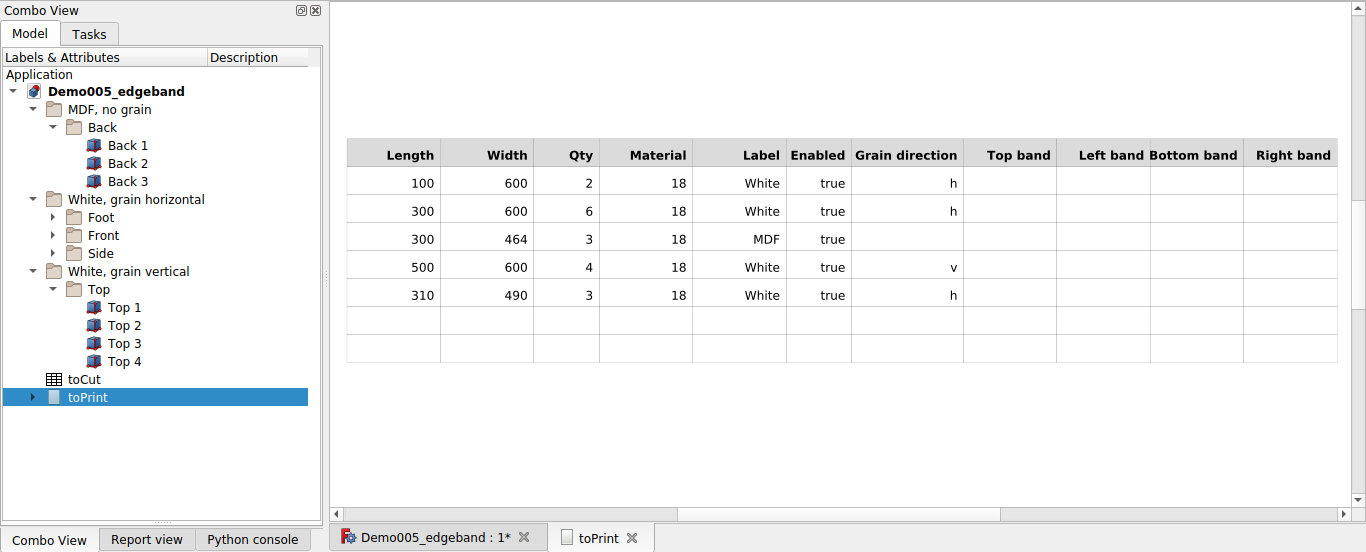 Combo View
Model Tasks
Labels & Attributes Description
Application
Demo005_edgeband
MDF, no grain
Back
Back 1
Back 2
Back 3
White, grain horizontal
Foot
Front
Side
White, grain vertical
Top
Top 1
Top 2
Top 3
Top 4
toCut
toPrint
Combo View Report view Python console
Length Width Qty Material Label Enabled Grain direction Top band Left band Bottom band Right band
100 600 2 18 White true h
300 600 6 18 White true h
300 464 3 18 MDF true
500 600 4 18 White true v
310 490 3 18 White true h
Demo005_edgeband : 1* toPrint